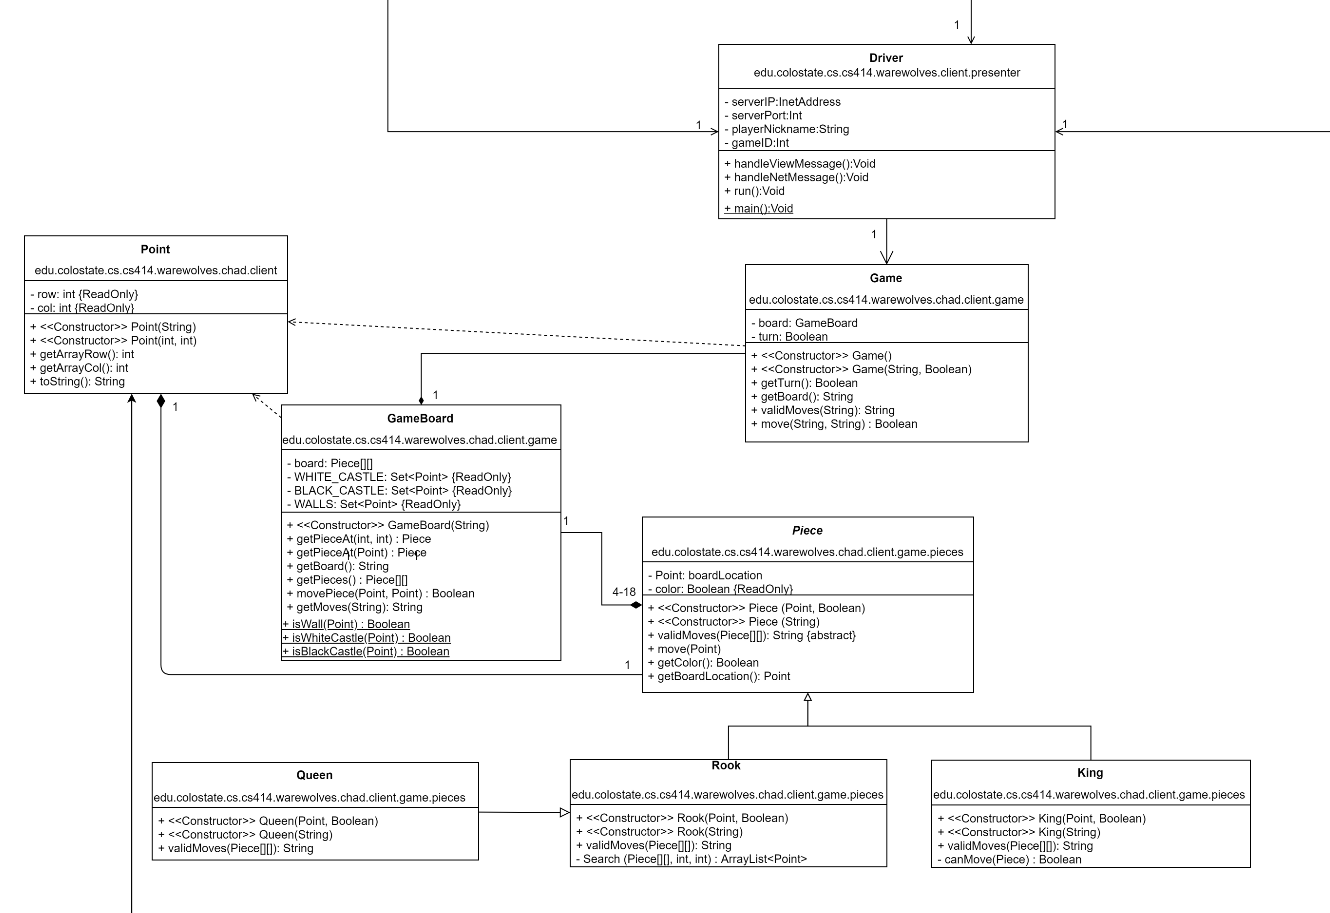 1
Driver
edu.colostate.cs.cs414.warewolves.client.presenter
- serverIP:InetAddress
- serverPort:Int
- playerNickname:String
- gameID:Int
+ handleViewMessage():Void
+ handleNetMessage():Void
+ run():Void
+ main():Void
1
1
1
Point
edu.colostate.cs.cs414.warewolves.chad.client
- row: int {ReadOnly}
- col: int {ReadOnly}
+ <<Constructor>> Point(String)
+ <<Constructor>> Point(int, int)
+ getArrayRow(): int
+ getArrayCol(): int
+ toString(): String
1
Game
edu.colostate.cs.cs414.warewolves.chad.client.game
- board: GameBoard
- turn: Boolean
+ <<Constructor>> Game()
+ <<Constructor>> Game(String, Boolean)
+ getTurn(): Boolean
+ getBoard(): String
+ validMoves(String): String
+ move(String, String) : Boolean
1
GameBoard
edu.colostate.cs.cs414.warewolves.chad.client.game
- board: Piece[][]
- WHITE_CASTLE: Set<Point> {ReadOnly}
- BLACK_CASTLE: Set<Point> {ReadOnly}
- WALLS: Set<Point> {ReadOnly}
+ <<Constructor>> GameBoard(String)
+ getPieceAt(int, int) : Piece
+ getPieceAt(Point) : Piece
+ getBoard(): String
+ getPieces() : Piece[][]
+ movePiece(Point, Point) : Boolean
+ getMoves(String): String
+ isWall(Point) : Boolean
+ isWhiteCastle(Point) : Boolean
+ isBlackCastle(Point) : Boolean
1
4-18
1
Piece
edu.colostate.cs.cs414.warewolves.chad.client.game.pieces
- Point: boardLocation
- color: Boolean {ReadOnly}
+ <<Constructor>> Piece (Point, Boolean)
+ <<Constructor>> Piece (String)
+ validMoves(Piece[][]): String {abstract}
+ move(Point)
+ getColor(): Boolean
+ getBoardLocation(): Point
Queen
edu.colostate.cs.cs414.warewolves.chad.client.game.pieces
+ <<Constructor>> Queen(Point, Boolean)
+ <<Constructor>> Queen(String)
+ validMoves(Piece[][]): String
Rook
edu.colostate.cs.cs414.warewolves.chad.client.game.pieces
+ <<Constructor>> Rook(Point, Boolean)
+ <<Constructor>> Rook(String)
+ validMoves(Piece[][]): String
- Search (Piece[][], int, int) : ArrayList<Point>
King
edu.colostate.cs.cs414.warewolves.chad.client.game.pieces
+ <<Constructor>> King(Point, Boolean)
+ <<Constructor>> King(String)
+ validMoves(Piece[][]): String
- canMove(Piece) : Boolean